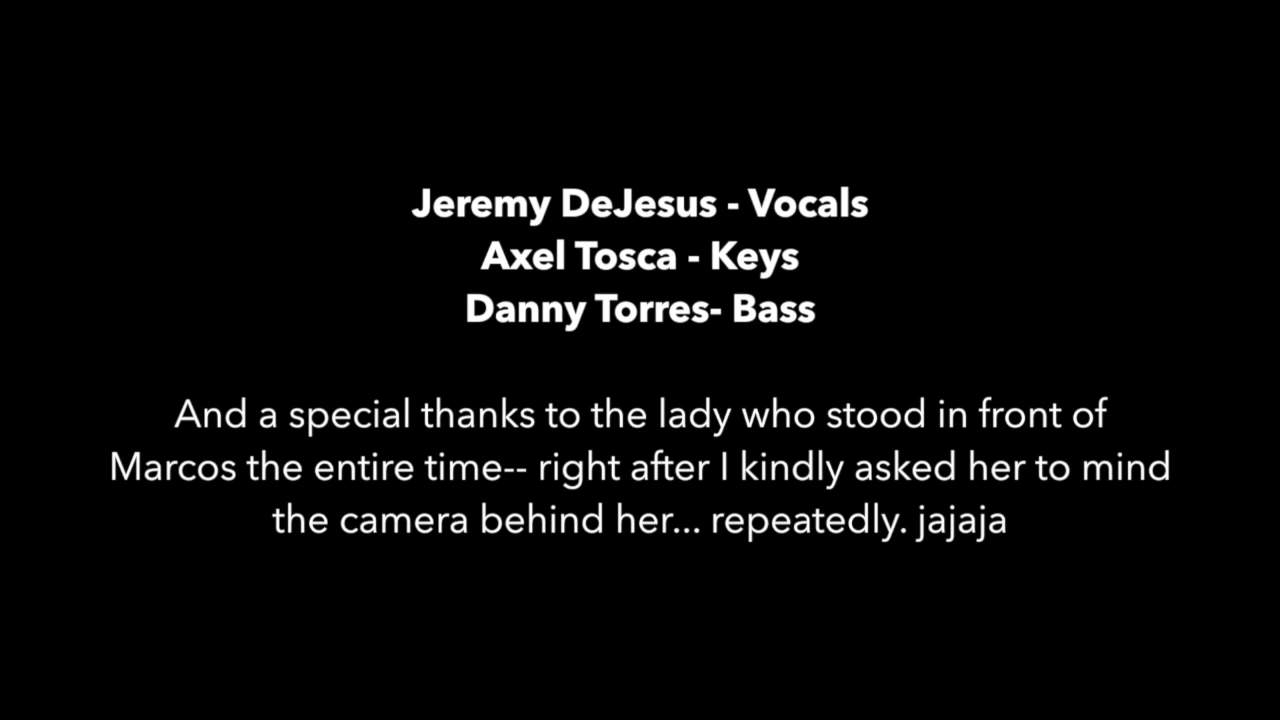 Jeremy DeJesus - Vocals
Axel Tosca - Keys
Danny Torres- Bass
And a special thanks to the lady who stood in front of
Marcos the entire time-- right after I kindly asked her to mind
the camera behind her... repeatedly. jajaja